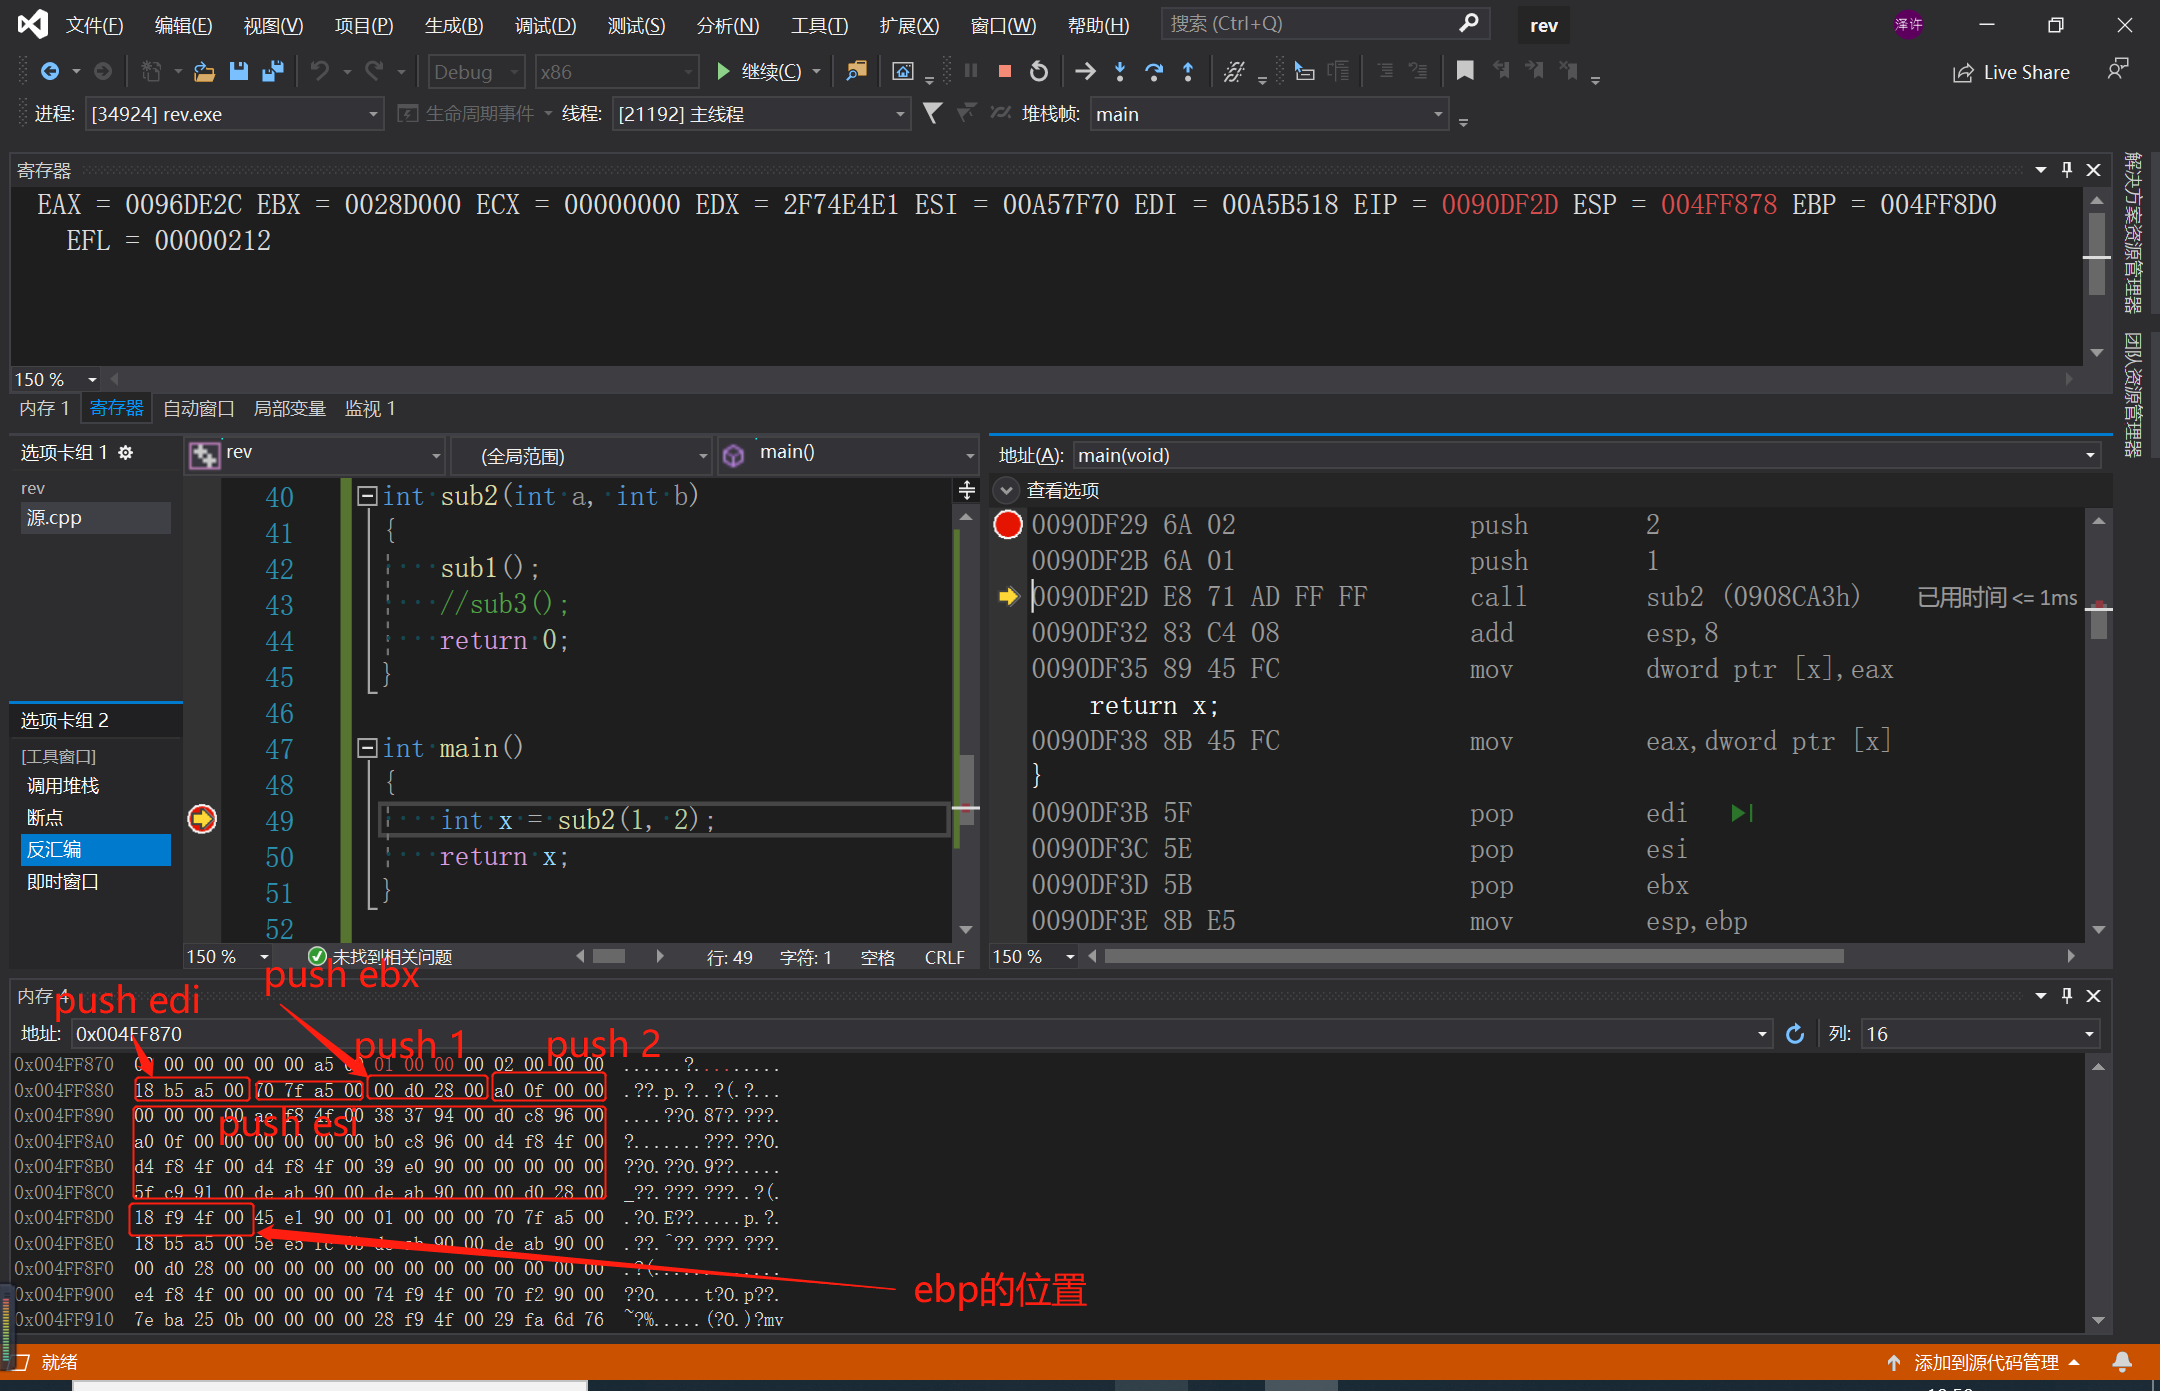 文件(F) 编辑(E) 视图(V) 项目(P) 生成(B) 调试(D) 测试(S) 分析(N) 工具(T) 扩展(X) 窗口(W) 帮助(H) 搜索 (Ctrl+Q) rev 泽许
Debug x86 继续(C) Live Share
进程: [34924] rev.exe 生命周期事件 线程: [21192] 主线程 堆栈帧: main
寄存器
EAX = 0096DE2C EBX = 0028D000 ECX = 00000000 EDX = 2F74E4E1 ESI = 00A57F70 EDI = 00A5B518 EIP = 0090DF2D ESP = 004FF878 EBP = 004FF8D0
EFL = 00000212
150 %
内存 1 寄存器 自动窗口 局部变量 监视 1
解决方案资源管理器
团队资源管理器
选项卡组 1
rev
源.cpp
选项卡组 2
[工具窗口]
调用堆栈
断点
反汇编
即时窗口
rev (全局范围) main()
40 int sub2(int a, int b)
41 {
42 sub1();
43 //sub3();
44 return 0;
45 }
46
47 int main()
48 {
49 int x = sub2(1, 2);
50 return x;
51 }
52
150 % 未找到相关问题 行: 49 字符: 1 空格 CRLF
地址(A): main(void)
查看选项
0090DF29 6A 02 push 2
0090DF2B 6A 01 push 1
0090DF2D E8 71 AD FF FF call sub2 (0908CA3h) 已用时间 <= 1ms
0090DF32 83 C4 08 add esp,8
0090DF35 89 45 FC mov dword ptr [x],eax
return x;
0090DF38 8B 45 FC mov eax,dword ptr [x]
}
0090DF3B 5F pop edi
0090DF3C 5E pop esi
0090DF3D 5B pop ebx
0090DF3E 8B E5 mov esp,ebp
150 %
内存 4
push edi
push ebx
push 1
push 2
push esi
ebp的位置
地址: 0x004FF870 列: 16
0x004FF870 00 00 00 00 00 00 a5 01 00 00 00 02 00 00 00 ......?.........
0x004FF880 18 b5 a5 00 70 7f a5 00 00 d0 28 00 a0 0f 00 00 .??.p.?..?(.?...
0x004FF890 00 00 00 00 ac f8 4f 00 38 37 94 00 d0 c8 96 00 ....??O.87?.???.
0x004FF8A0 a0 0f 00 00 00 00 00 00 b0 c8 96 00 d4 f8 4f 00 ?.......???.??O.
0x004FF8B0 d4 f8 4f 00 d4 f8 4f 00 39 e0 90 00 00 00 00 00 ??O.??O.9??.....
0x004FF8C0 5f c9 91 00 de ab 90 00 de ab 90 00 00 d0 28 00 _??.???.???..?(.
0x004FF8D0 18 f9 4f 00 45 e1 90 00 01 00 00 00 70 7f a5 00 .?O.E??.....p.?.
0x004FF8E0 18 b5 a5 00 5e e5 fc 0b de ab 90 00 de ab 90 00 .??.^??.???.???.
0x004FF8F0 00 d0 28 00 00 00 00 00 00 00 00 00 00 00 00 00 .?(.............
0x004FF900 e4 f8 4f 00 00 00 00 00 74 f9 4f 00 70 f2 90 00 ??O.....t?O.p??.
0x004FF910 7e ba 25 0b 00 00 00 00 28 f9 4f 00 29 fa 6d 76 ~?%.....(?O.)?mv
就绪 添加到源代码管理